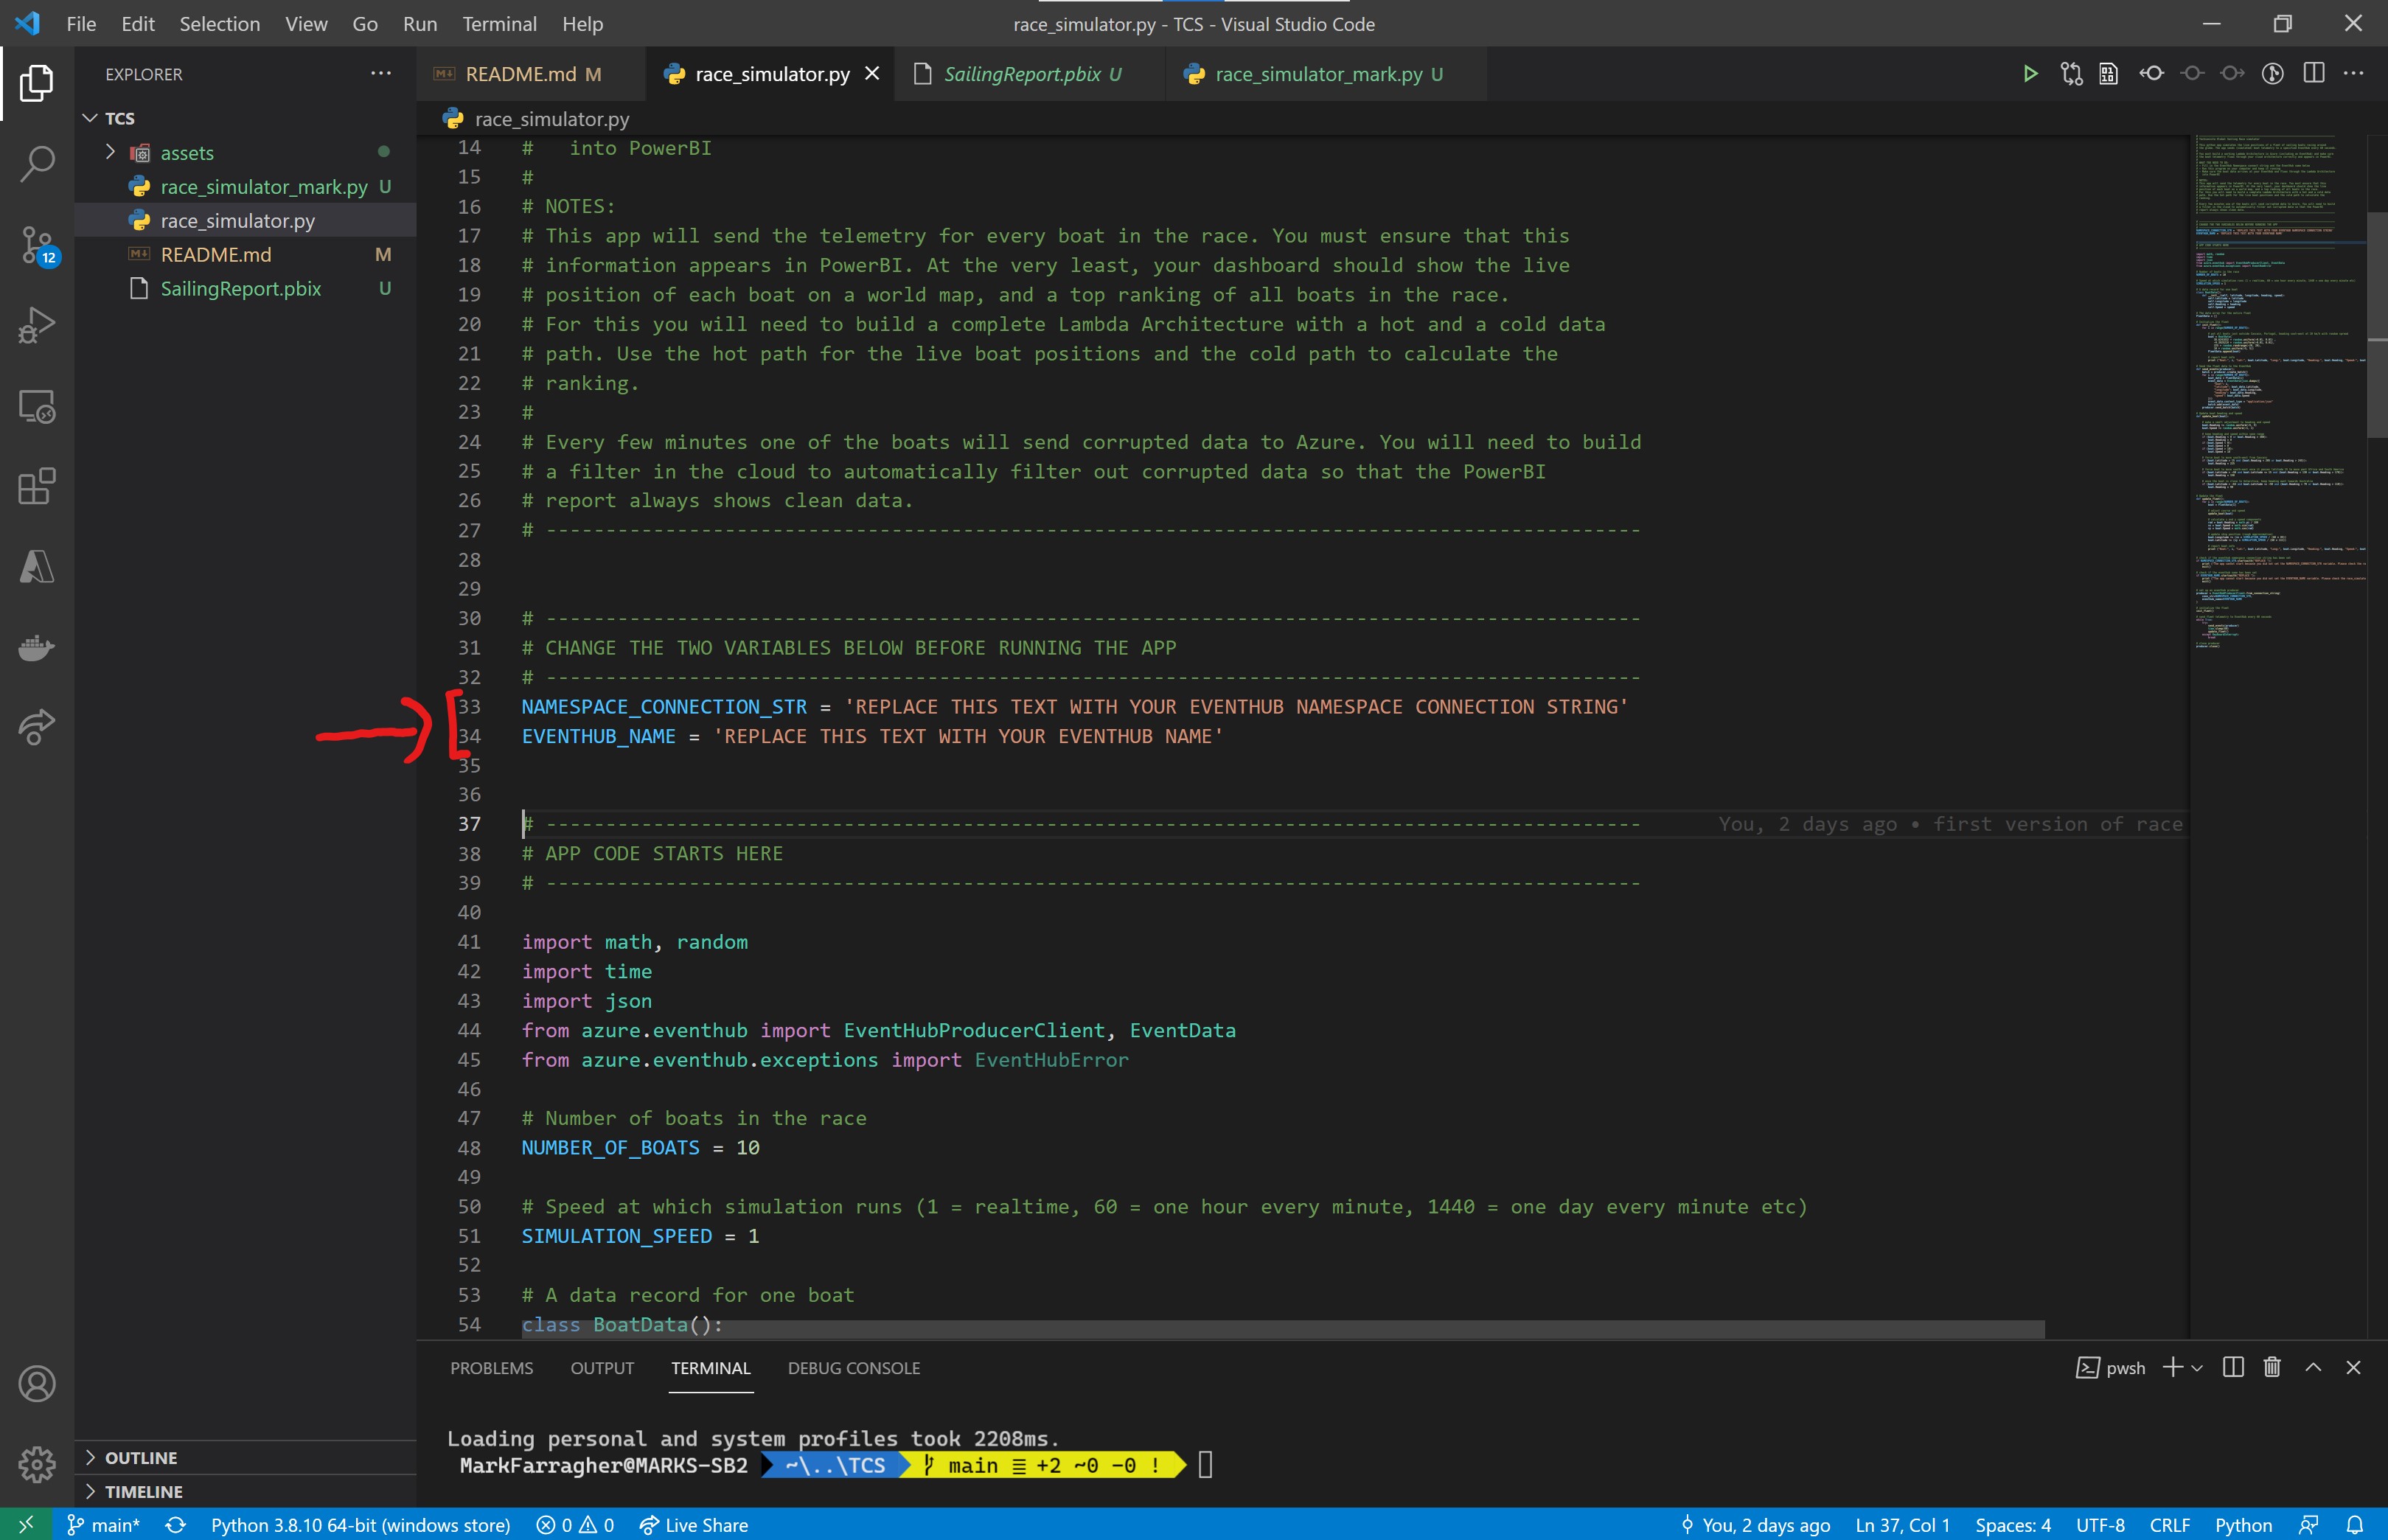 File Edit Selection View Go Run Terminal Help
race_simulator.py - TCS - Visual Studio Code
EXPLORER
README.md M
race_simulator.py
SailingReport.pbix U
race_simulator_mark.py U
TCS
assets
race_simulator_mark.py U
race_simulator.py
README.md M
SailingReport.pbix U
12
race_simulator.py
14 #   into PowerBI
15 #
16 # NOTES:
17 # This app will send the telemetry for every boat in the race. You must ensure that this
18 # information appears in PowerBI. At the very least, your dashboard should show the live
19 # position of each boat on a world map, and a top ranking of all boats in the race.
20 # For this you will need to build a complete Lambda Architecture with a hot and a cold data
21 # path. Use the hot path for the live boat positions and the cold path to calculate the
22 # ranking.
23 #
24 # Every few minutes one of the boats will send corrupted data to Azure. You will need to build
25 # a filter in the cloud to automatically filter out corrupted data so that the PowerBI
26 # report always shows clean data.
27 # --------------------------------------------------------------------------------------------
28
29
30 # --------------------------------------------------------------------------------------------
31 # CHANGE THE TWO VARIABLES BELOW BEFORE RUNNING THE APP
32 # --------------------------------------------------------------------------------------------
33 NAMESPACE_CONNECTION_STR = 'REPLACE THIS TEXT WITH YOUR EVENTHUB NAMESPACE CONNECTION STRING'
34 EVENTHUB_NAME = 'REPLACE THIS TEXT WITH YOUR EVENTHUB NAME'
35
36
37 # -------------------------------------------------------------------------------------------- You, 2 days ago • first version of race
38 # APP CODE STARTS HERE
39 # --------------------------------------------------------------------------------------------
40
41 import math, random
42 import time
43 import json
44 from azure.eventhub import EventHubProducerClient, EventData
45 from azure.eventhub.exceptions import EventHubError
46
47 # Number of boats in the race
48 NUMBER_OF_BOATS = 10
49
50 # Speed at which simulation runs (1 = realtime, 60 = one hour every minute, 1440 = one day every minute etc)
51 SIMULATION_SPEED = 1
52
53 # A data record for one boat
54 class BoatData():
PROBLEMS OUTPUT TERMINAL DEBUG CONSOLE
pwsh
Loading personal and system profiles took 2208ms.
MarkFarragher@MARKS-SB2 ~\..\TCS main ≡ +2 ~0 -0 !
OUTLINE
TIMELINE
main* Python 3.8.10 64-bit (windows store) 0 0 Live Share You, 2 days ago Ln 37, Col 1 Spaces: 4 UTF-8 CRLF Python